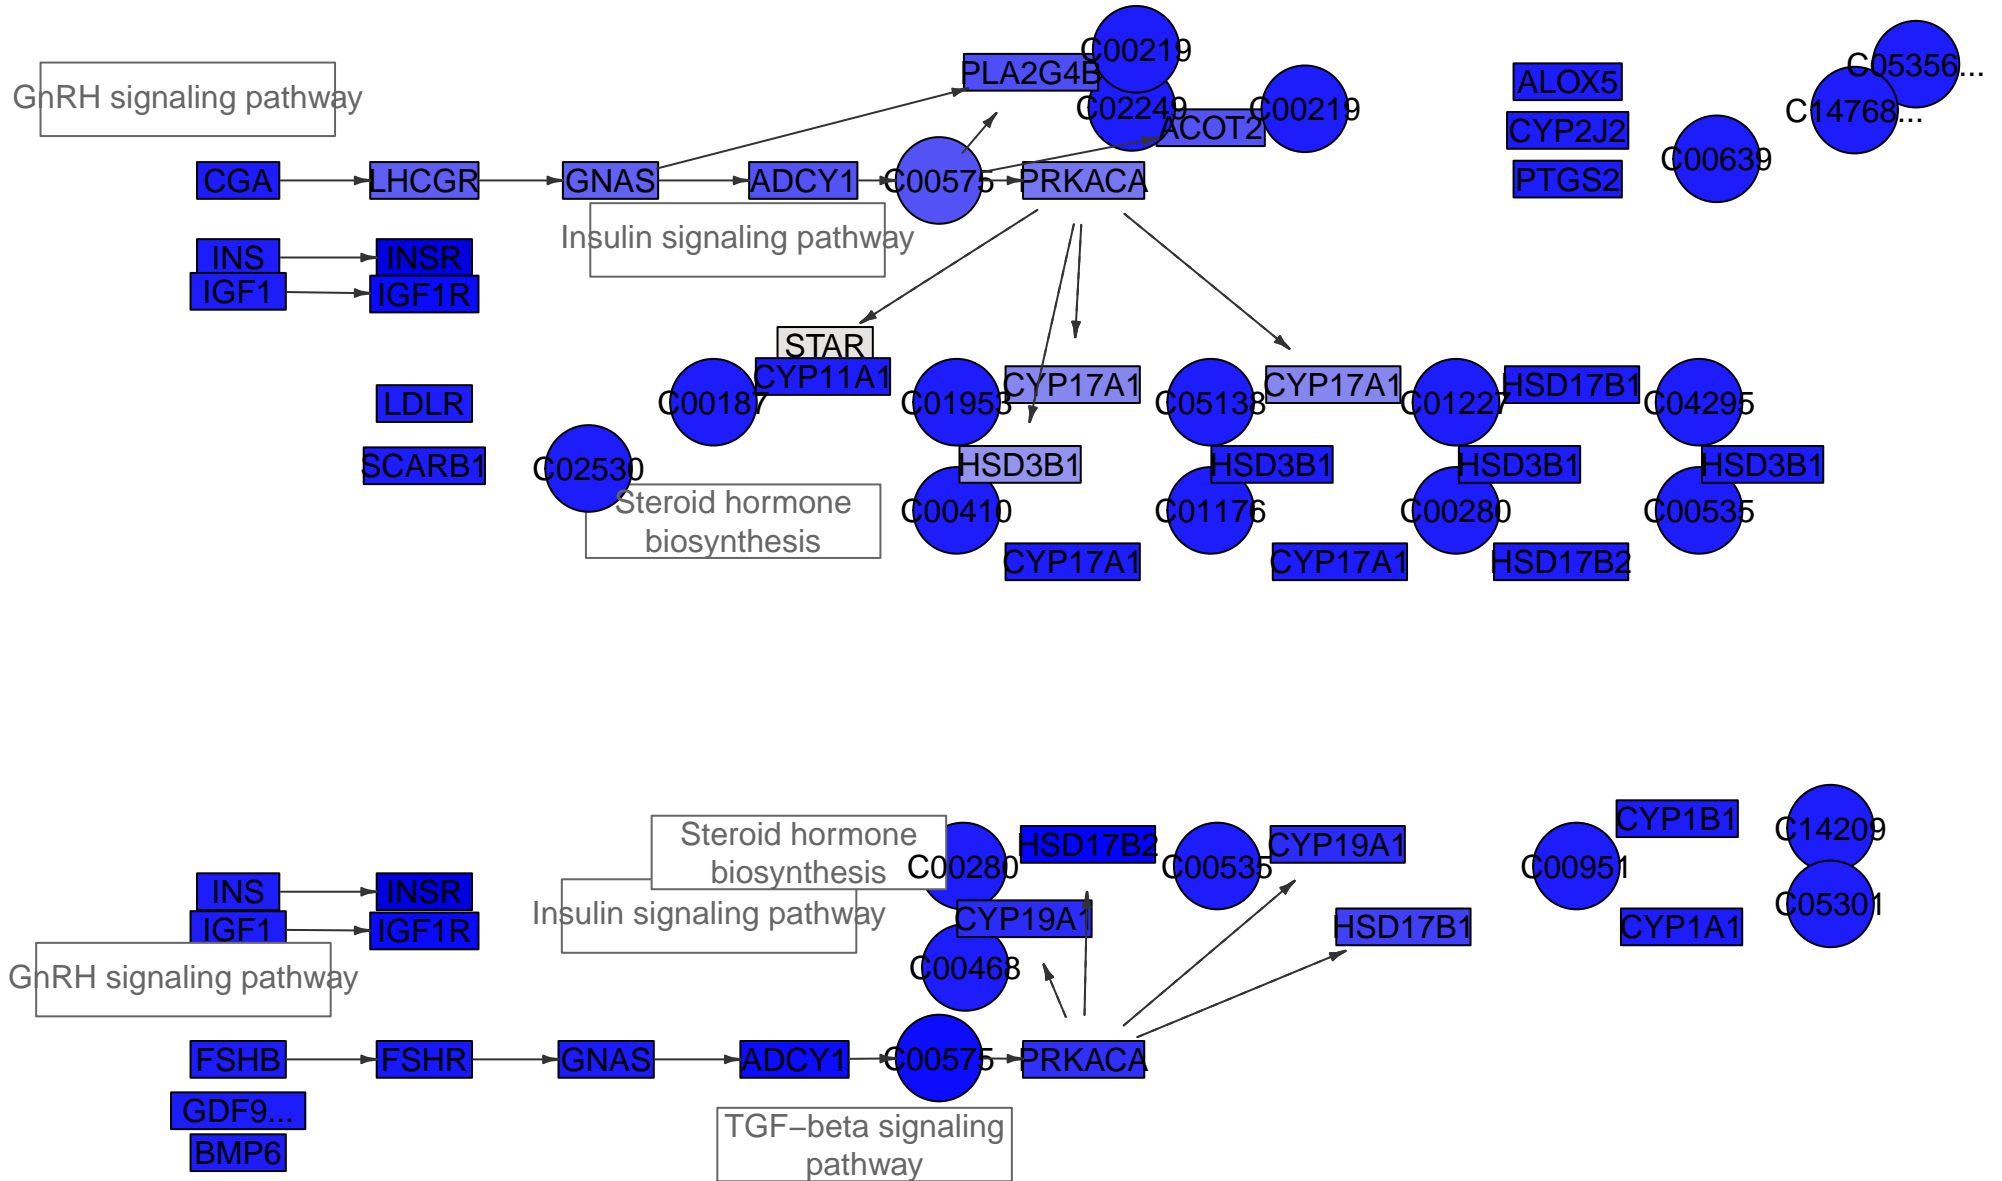 C00219
C05356...
PLA2G4B
ALOX5
GnRH signaling pathway
C02249
C00219
C14768...
ACOT2
CYP2J2
C00639
CGA
LHCGR
GNAS
ADCY1
C00575
PRKACA
PTGS2
Insulin signaling pathway
INS
INSR
IGF1
IGF1R
STAR
CYP11A1
CYP17A1
CYP17A1
HSD17B1
LDLR
C00187
C01953
C05138
C01227
C04295
SCARB1
C02530
HSD3B1
HSD3B1
HSD3B1
HSD3B1
Steroid hormone
biosynthesis
C00410
C01176
C00280
C00535
CYP17A1
CYP17A1
HSD17B2
Steroid hormone
biosynthesis
HSD17B2
CYP19A1
CYP1B1
C14209
C00280
C00535
C00951
INS
INSR
Insulin signaling pathway
CYP19A1
HSD17B1
CYP1A1
C05301
IGF1
IGF1R
GnRH signaling pathway
C00468
FSHB
FSHR
GNAS
ADCY1
C00575
PRKACA
GDF9...
BMP6
TGF−beta signaling
pathway